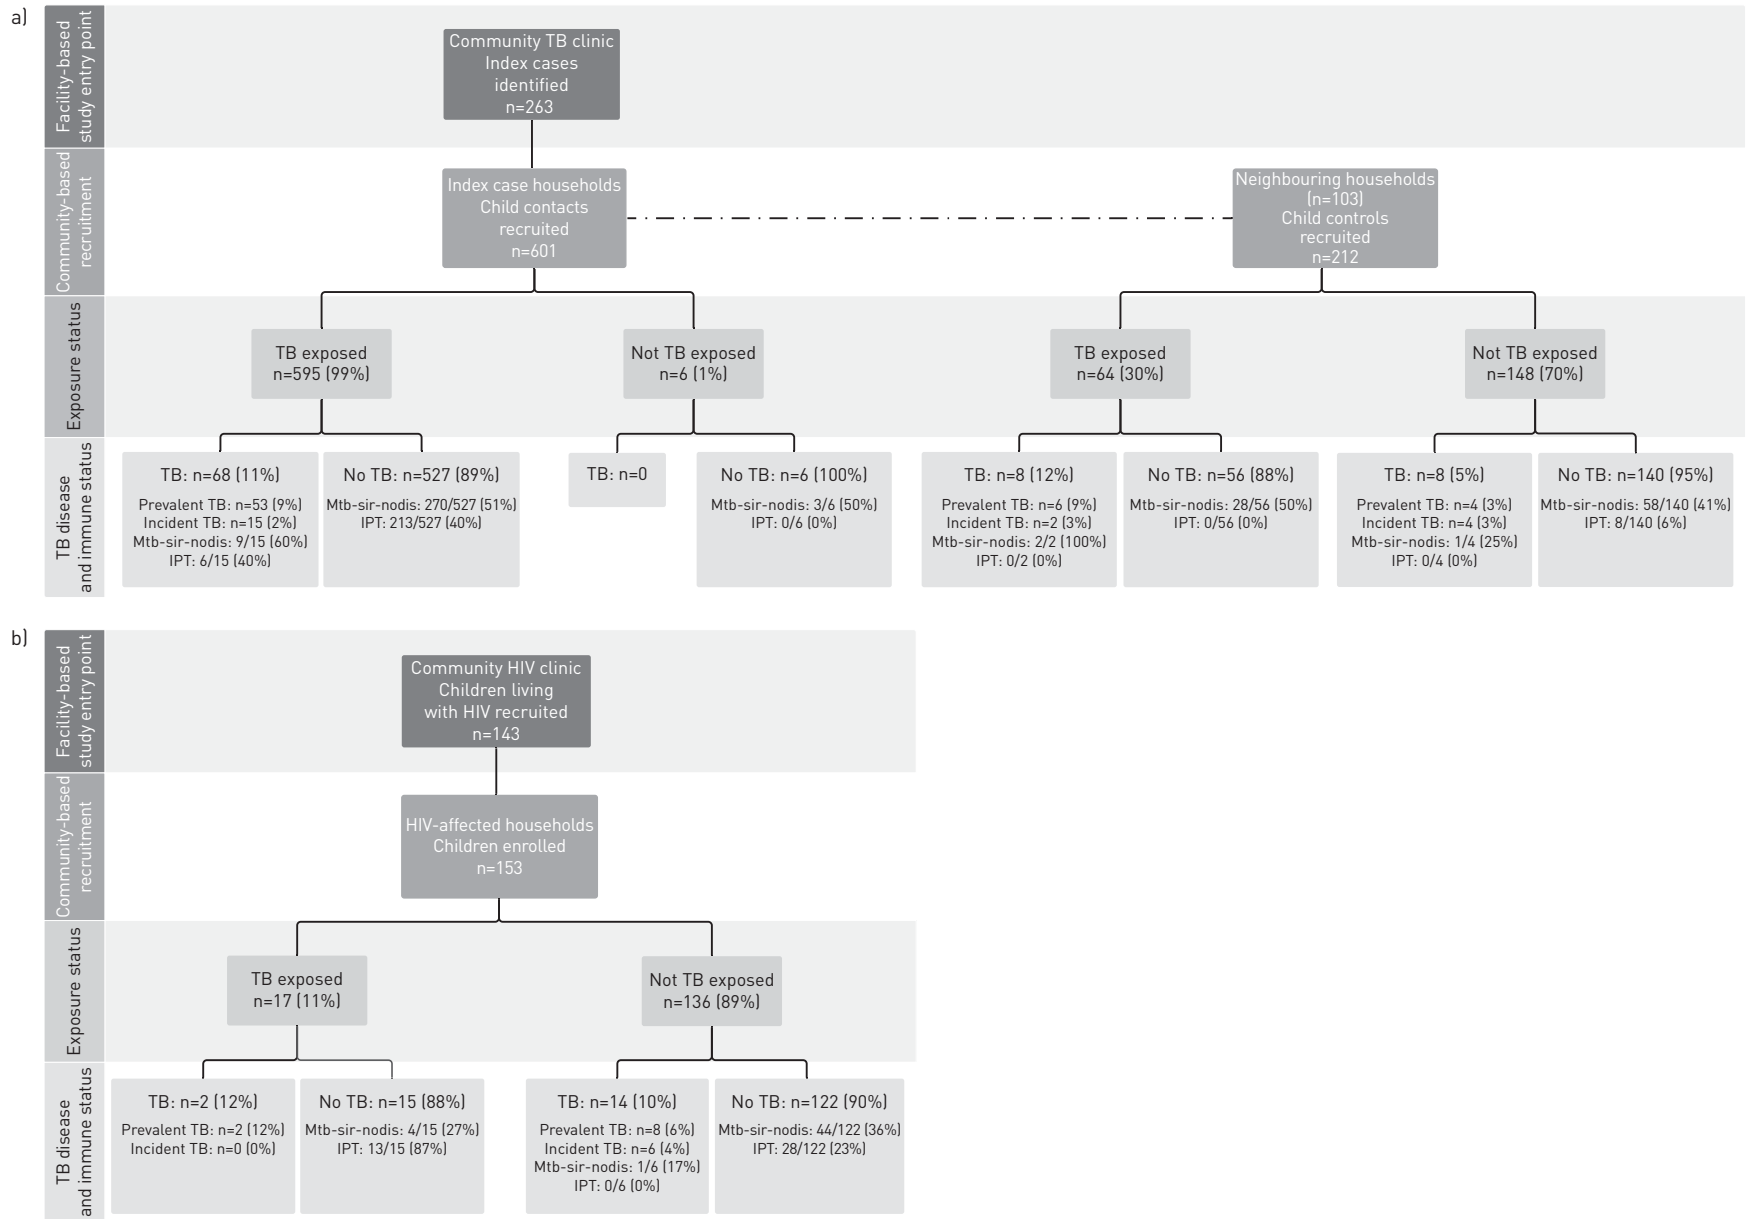 a)
Facility-based
study entry point
Community TB clinic
Index cases
identified
n=263
Community-based
recruitment
Index case households
Child contacts
recruited
n=601
Neighbouring households
(n=103)
Child controls
recruited
n=212
Exposure status
TB exposed
n=595 (99%)
Not TB exposed
n=6 (1%)
TB exposed
n=64 (30%)
Not TB exposed
n=148 (70%)
TB disease
and immune status
TB: n=68 (11%)
Prevalent TB: n=53 (9%)
Incident TB: n=15 (2%)
Mtb-sir-nodis: 9/15 (60%)
IPT: 6/15 (40%)
No TB: n=527 (89%)
Mtb-sir-nodis: 270/527 (51%)
IPT: 213/527 (40%)
TB: n=0
No TB: n=6 (100%)
Mtb-sir-nodis: 3/6 (50%)
IPT: 0/6 (0%)
TB: n=8 (12%)
Prevalent TB: n=6 (9%)
Incident TB: n=2 (3%)
Mtb-sir-nodis: 2/2 (100%)
IPT: 0/2 (0%)
No TB: n=56 (88%)
Mtb-sir-nodis: 28/56 (50%)
IPT: 0/56 (0%)
TB: n=8 (5%)
Prevalent TB: n=4 (3%)
Incident TB: n=4 (3%)
Mtb-sir-nodis: 1/4 (25%)
IPT: 0/4 (0%)
No TB: n=140 (95%)
Mtb-sir-nodis: 58/140 (41%)
IPT: 8/140 (6%)
b)
Facility-based
study entry point
Community HIV clinic
Children living
with HIV recruited
n=143
Community-based
recruitment
HIV-affected households
Children enrolled
n=153
Exposure status
TB exposed
n=17 (11%)
Not TB exposed
n=136 (89%)
TB disease
and immune status
TB: n=2 (12%)
Prevalent TB: n=2 (12%)
Incident TB: n=0 (0%)
No TB: n=15 (88%)
Mtb-sir-nodis: 4/15 (27%)
IPT: 13/15 (87%)
TB: n=14 (10%)
Prevalent TB: n=8 (6%)
Incident TB: n=6 (4%)
Mtb-sir-nodis: 1/6 (17%)
IPT: 0/6 (0%)
No TB: n=122 (90%)
Mtb-sir-nodis: 44/122 (36%)
IPT: 28/122 (23%)